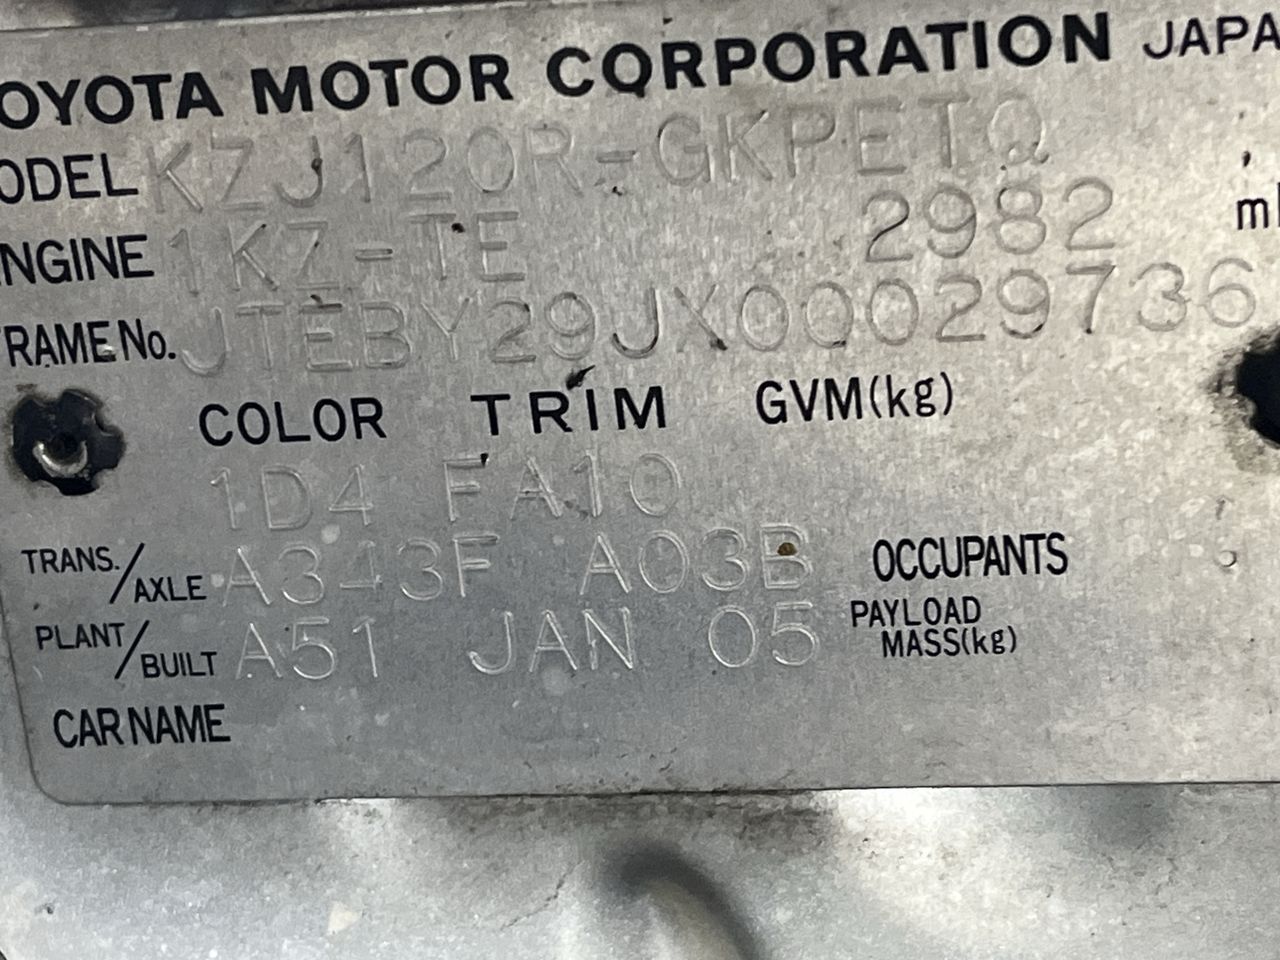 OYOTA MOTOR CORPORATION JAPA
ODEL KZJ120R-GKPETQ
NGINE 1KZ-TE 2982 ml
RAME No. JTEBY29JX00029736
COLOR TRIM GVM(kg)
1D4 FA10
TRANS./AXLE A343F A03B OCCUPANTS
PLANT/BUILT A51 JAN 05 PAYLOAD MASS(kg)
CAR NAME